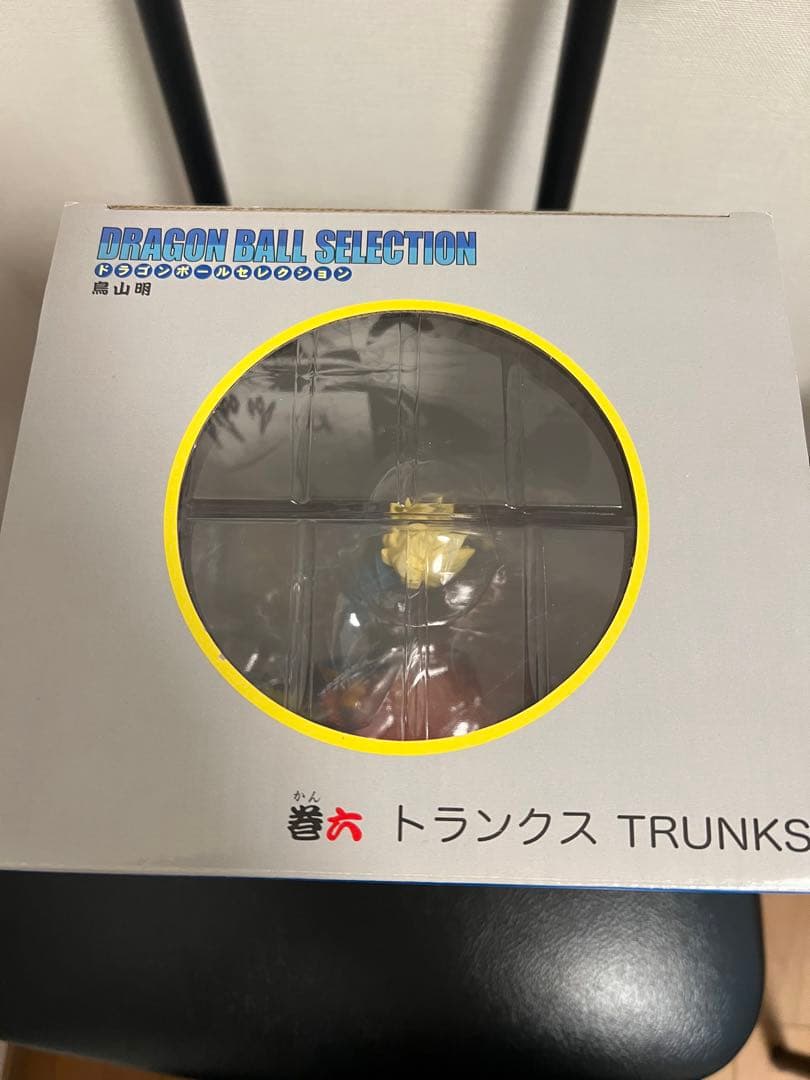 DRAGON BALL SELECTION
ドラゴンボールセレクション
鳥山明
かん
巻六 トランクス TRUNKS